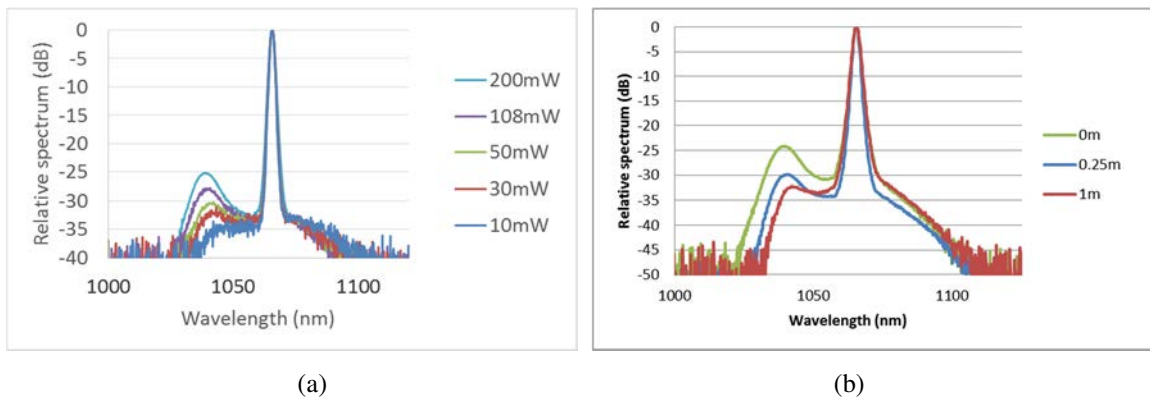 0
-5
-10
-15
-20
-25
-30
-35
-40
Relative spectrum (dB)
1000 1050 1100
Wavelength (nm)
200mW
108mW
50mW
30mW
10mW
(a)
0
-5
-10
-15
-20
-25
-30
-35
-40
-45
-50
Relative spectrum (dB)
1000 1050 1100
Wavelength (nm)
0m
0.25m
1m
(b)